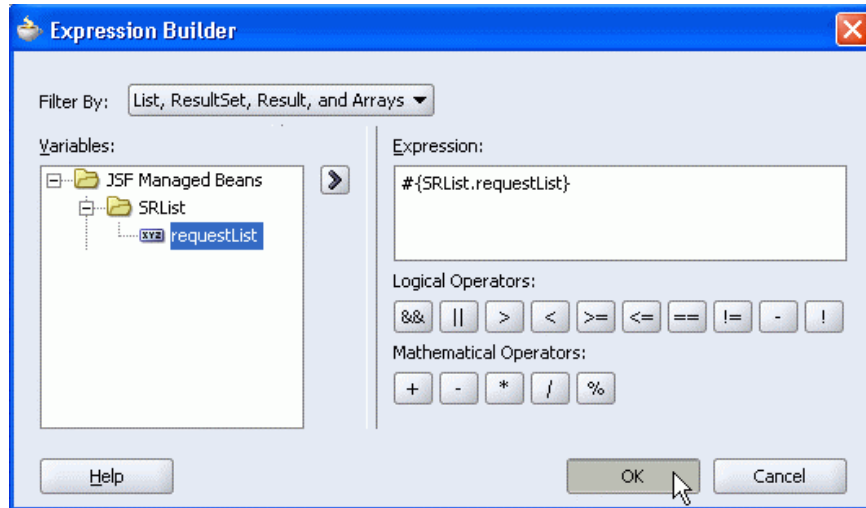 Expression Builder
Filter By: List, ResultSet, Result, and Arrays
Variables:
JSF Managed Beans
SRList
XYZ requestList
Expression:
#{SRList.requestList}
Logical Operators:
&& || > < >= <= == != - !
Mathematical Operators:
+ - * / %
Help
OK
Cancel